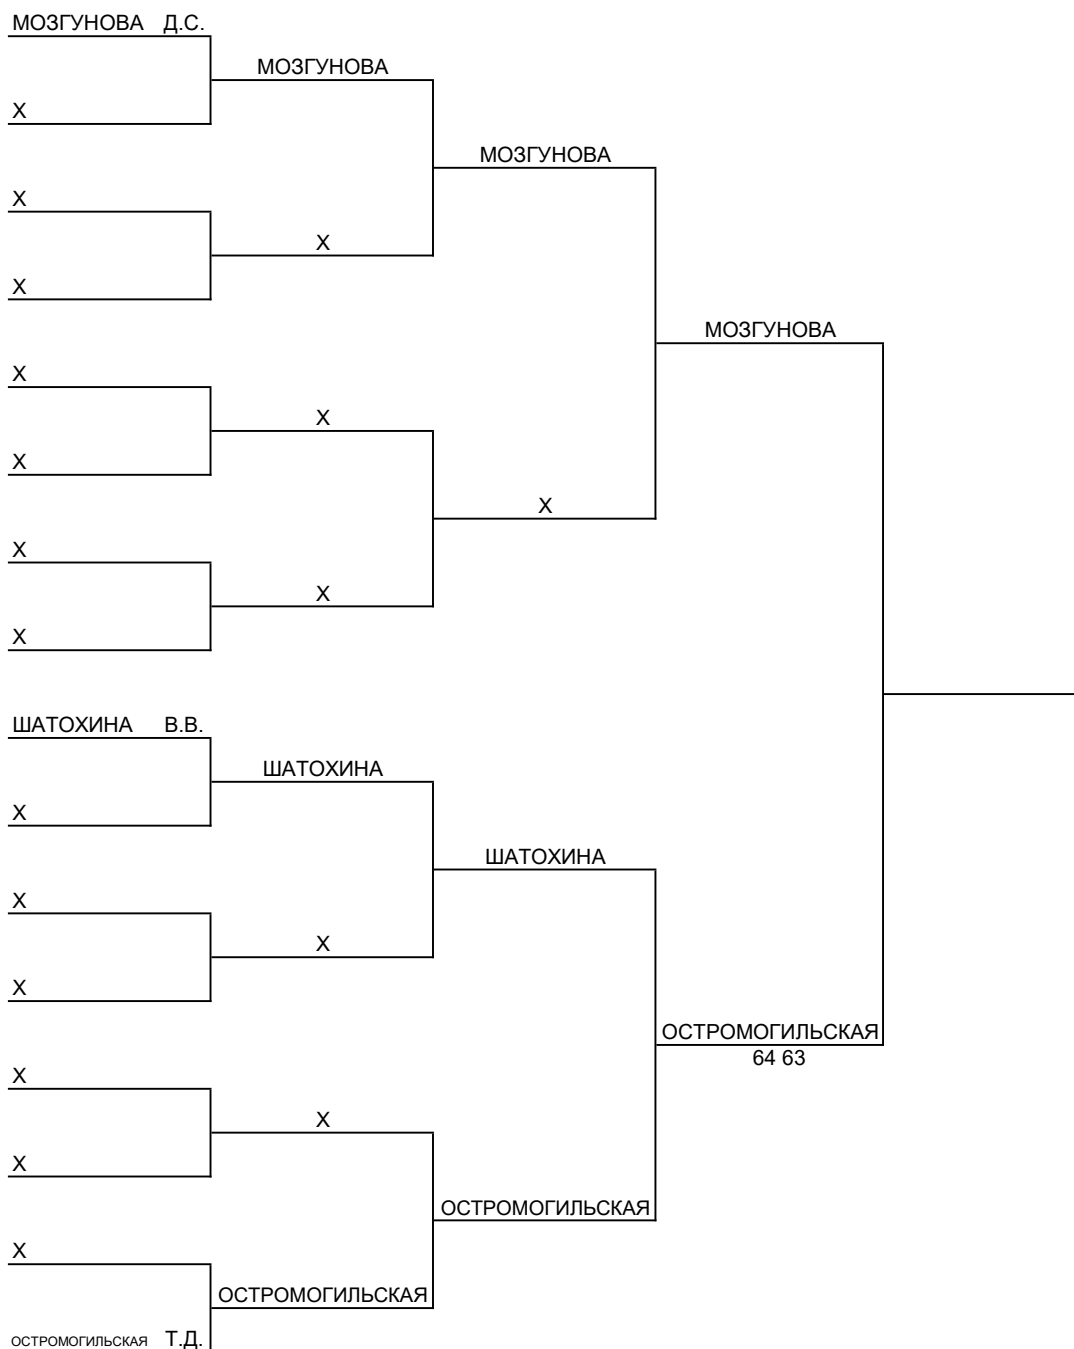 МОЗГУНОВА Д.С.
МОЗГУНОВА
Х
МОЗГУНОВА
Х
Х
Х
МОЗГУНОВА
Х
Х
Х
Х
Х
Х
Х
ШАТОХИНА В.В.
ШАТОХИНА
Х
ШАТОХИНА
Х
Х
Х
ОСТРОМОГИЛЬСКАЯ
64 63
Х
Х
Х
ОСТРОМОГИЛЬСКАЯ
Х
ОСТРОМОГИЛЬСКАЯ
ОСТРОМОГИЛЬСКАЯ Т.Д.